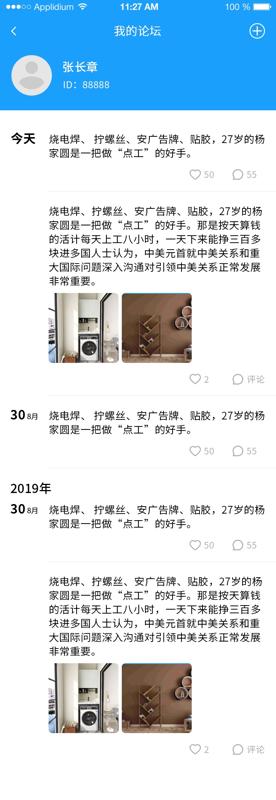 Applidium
11:27 AM
100 %
我的论坛
张长章
ID: 88888
今天
烧电焊、 拧螺丝、安广告牌、贴胶，27岁的杨
家圆是一把做“点工”的好手。
50
55
烧电焊、拧螺丝、安广告牌、贴胶，27岁的杨
家圆是一把做“点工”的好手。那是按天算钱
的活计每天上工八小时，一天下来能挣三百多
块进多国人士认为，中美元首就中美关系和重
大国际问题深入沟通对引领中美关系正常发展
非常重要。
2
评论
30 8月
烧电焊、 拧螺丝、安广告牌、贴胶，27岁的杨
家圆是一把做“点工”的好手。
50
55
2019年
30 8月
烧电焊、 拧螺丝、安广告牌、贴胶，27岁的杨
家圆是一把做“点工”的好手。
50
55
烧电焊、拧螺丝、安广告牌、贴胶，27岁的杨
家圆是一把做“点工”的好手。那是按天算钱
的活计每天上工八小时，一天下来能挣三百多
块进多国人士认为，中美元首就中美关系和重
大国际问题深入沟通对引领中美关系正常发展
非常重要。
2
评论